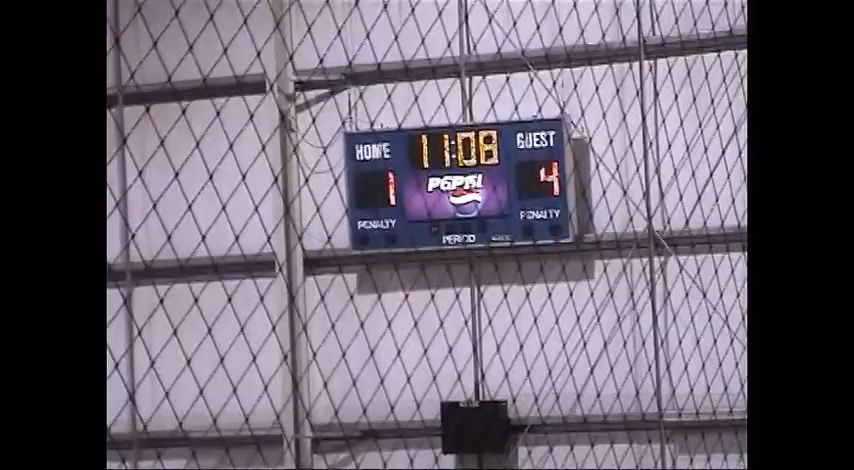 HOME 11:08 GUEST
1 PEPSI 4
PENALTY PENALTY
PERIOD